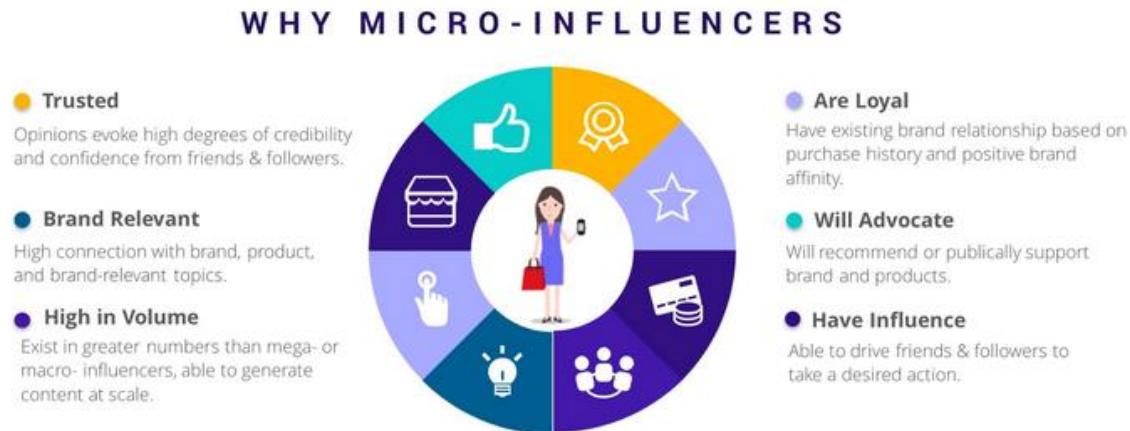 WHY MICRO-INFLUENCERS
Trusted
Opinions evoke high degrees of credibility
and confidence from friends & followers.
Brand Relevant
High connection with brand, product,
and brand-relevant topics.
High in Volume
Exist in greater numbers than mega- or
macro- influencers, able to generate
content at scale.
Are Loyal
Have existing brand relationship based on
purchase history and positive brand
affinity.
Will Advocate
Will recommend or publically support
brand and products.
Have Influence
Able to drive friends & followers to
take a desired action.